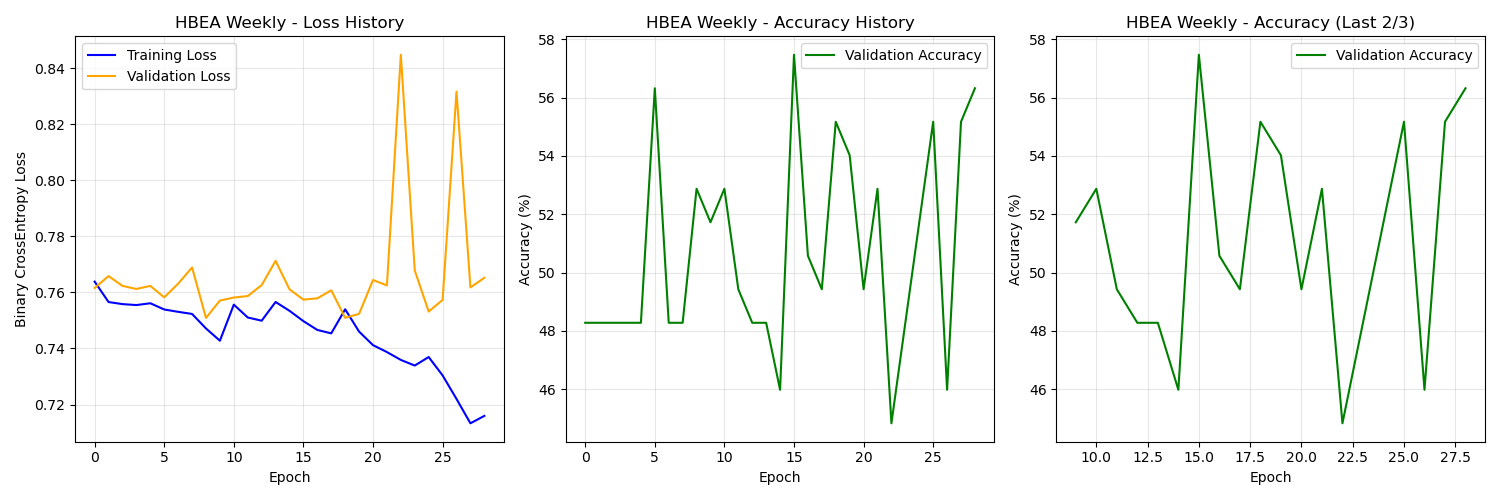 HBEA Weekly - Loss History
Training Loss
Validation Loss
Binary CrossEntropy Loss
0.84
0.82
0.80
0.78
0.76
0.74
0.72
0 5 10 15 20 25
Epoch
HBEA Weekly - Accuracy History
Validation Accuracy
Accuracy (%)
58
56
54
52
50
48
46
0 5 10 15 20 25
Epoch
HBEA Weekly - Accuracy (Last 2/3)
Validation Accuracy
Accuracy (%)
58
56
54
52
50
48
46
10.0 12.5 15.0 17.5 20.0 22.5 25.0 27.5
Epoch